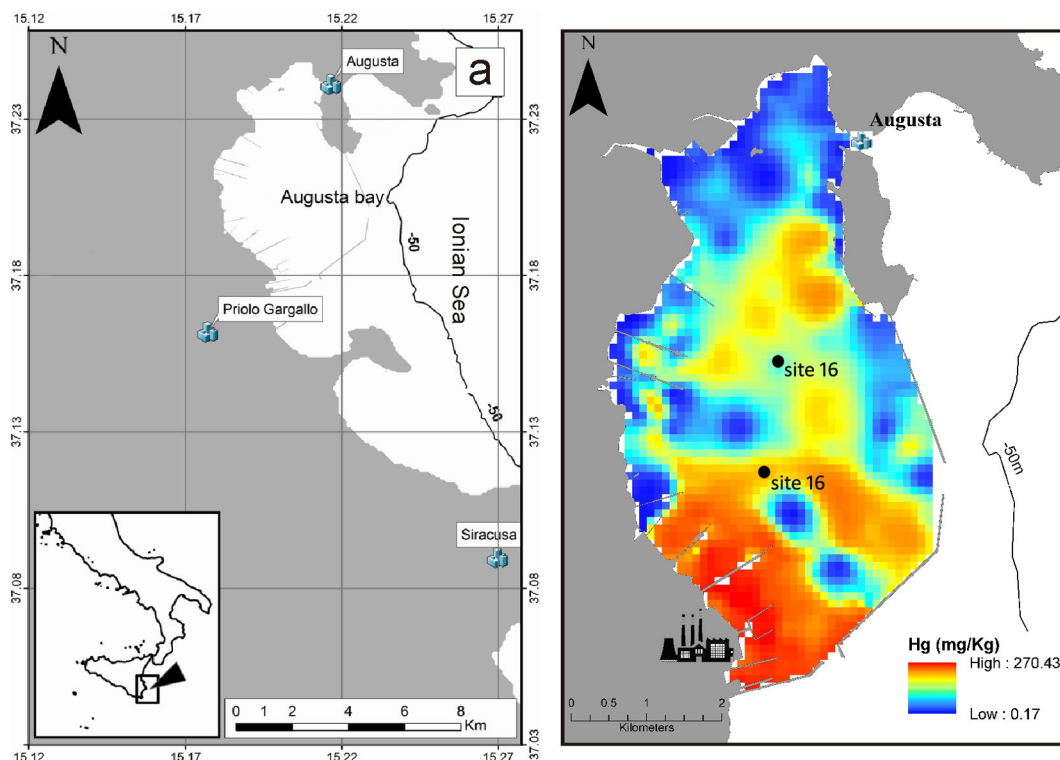 15.12 15.17 15.22 15.27
N
Augusta
a
37.23
37.23
Augusta bay
Ionian Sea
-50
37.18
37.18
Priolo Gargallo
37.13
37.13
-50
Siracusa
37.08
37.08
0 1 2 4 6 8
Km
37.03
15.12 15.17 15.22 15.27
N
Augusta
site 16
-50m
site 16
Hg (mg/Kg)
High : 270.43
Low : 0.17
0 0.5 1 2
Kilometers